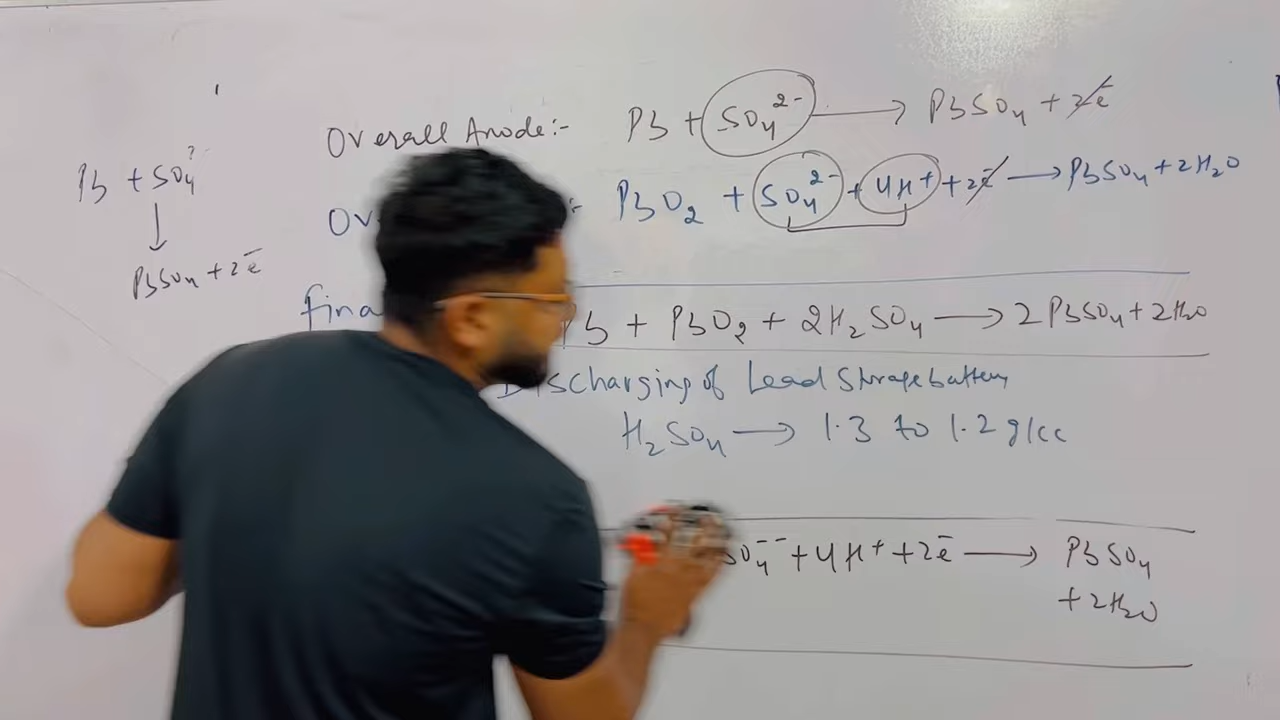 Overall Anode:- Pb + SO₄²⁻ ⟶ PbSO₄ + 2e⁻
Pb + SO₄²⁻
↓
PbSO₄ + 2e⁻
PbO₂ + SO₄²⁻ + 4H⁺ + 2e⁻ ⟶ PbSO₄ + 2H₂O
Pb + PbO₂ + 2H₂SO₄ ⟶ 2PbSO₄ + 2H₂O
Discharging of Lead Storage battery
H₂SO₄ ⟶ 1.3 to 1.2 g/cc
SO₄⁻⁻ + 4H⁺ + 2e⁻ ⟶ PbSO₄
+ 2H₂O